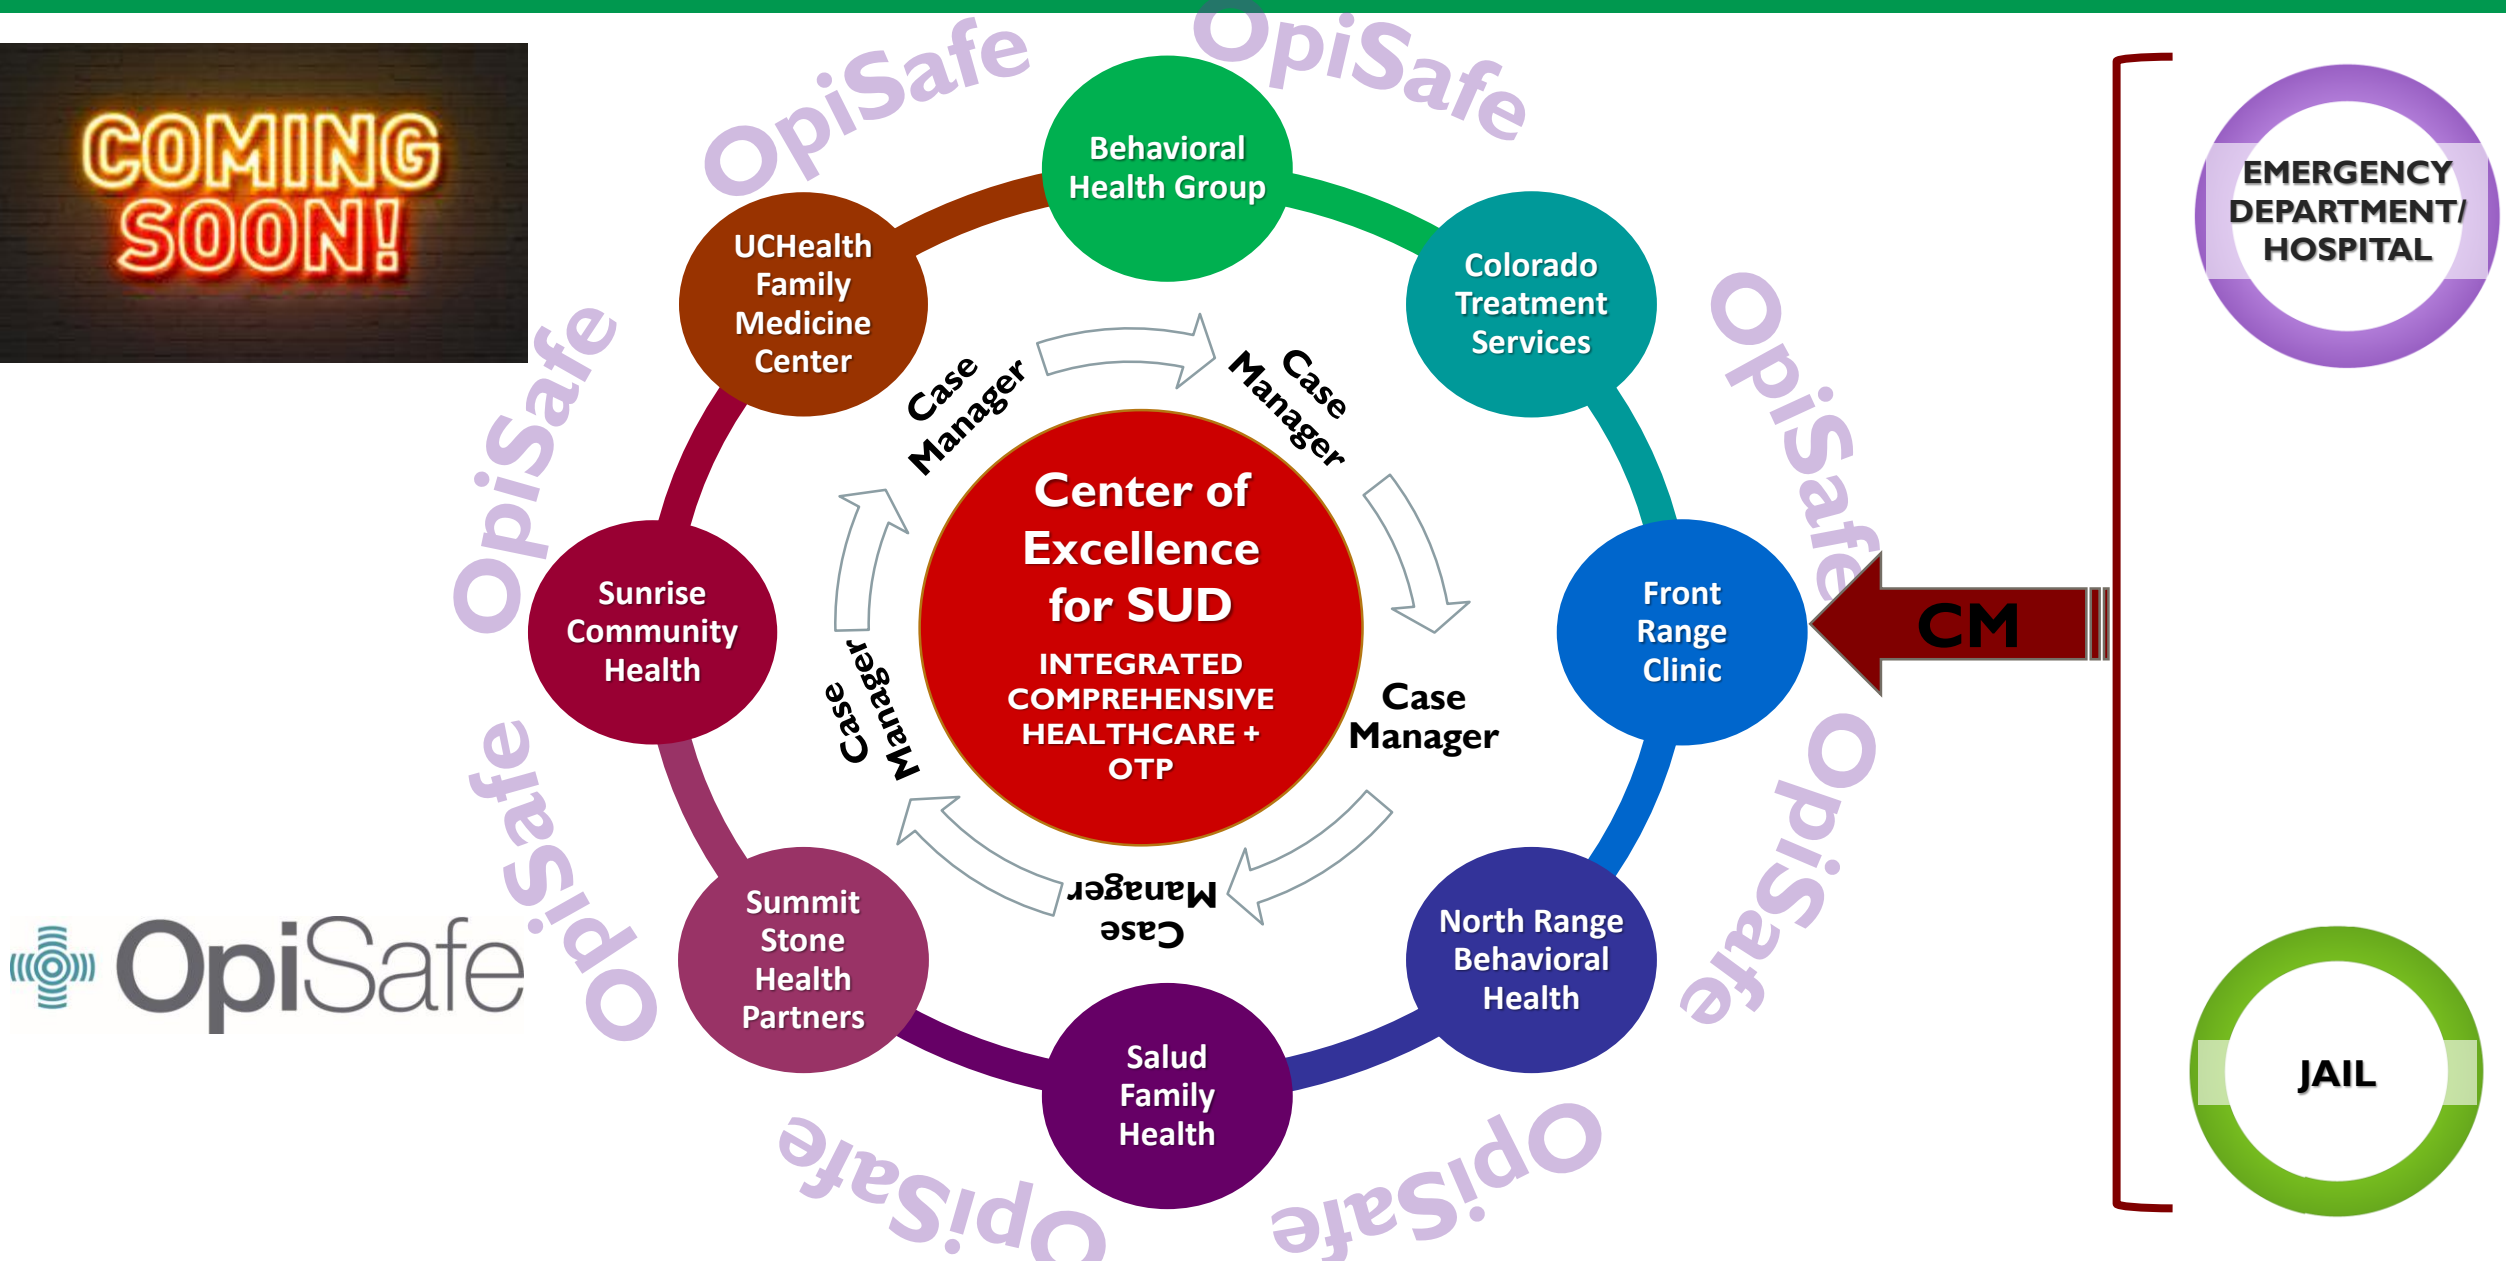 COMING
SOON!
OpiSafe
OpiSafe
Behavioral
Health Group
UCHealth
Family
Medicine
Center
Colorado
Treatment
Services
EMERGENCY
DEPARTMENT/
HOSPITAL
OpiSafe
OpiSafe
Case
Manager
Case
Manager
Center of
Excellence
for SUD
INTEGRATED
COMPREHENSIVE
HEALTHCARE +
OTP
Sunrise
Community
Health
Front
Range
Clinic
CM
Case
Manager
Case
Manager
Case
Manager
OpiSafe
OpiSafe
Summit
Stone
Health
Partners
North Range
Behavioral
Health
OpiSafe
Salud
Family
Health
JAIL
OpiSafe
OpiSafe